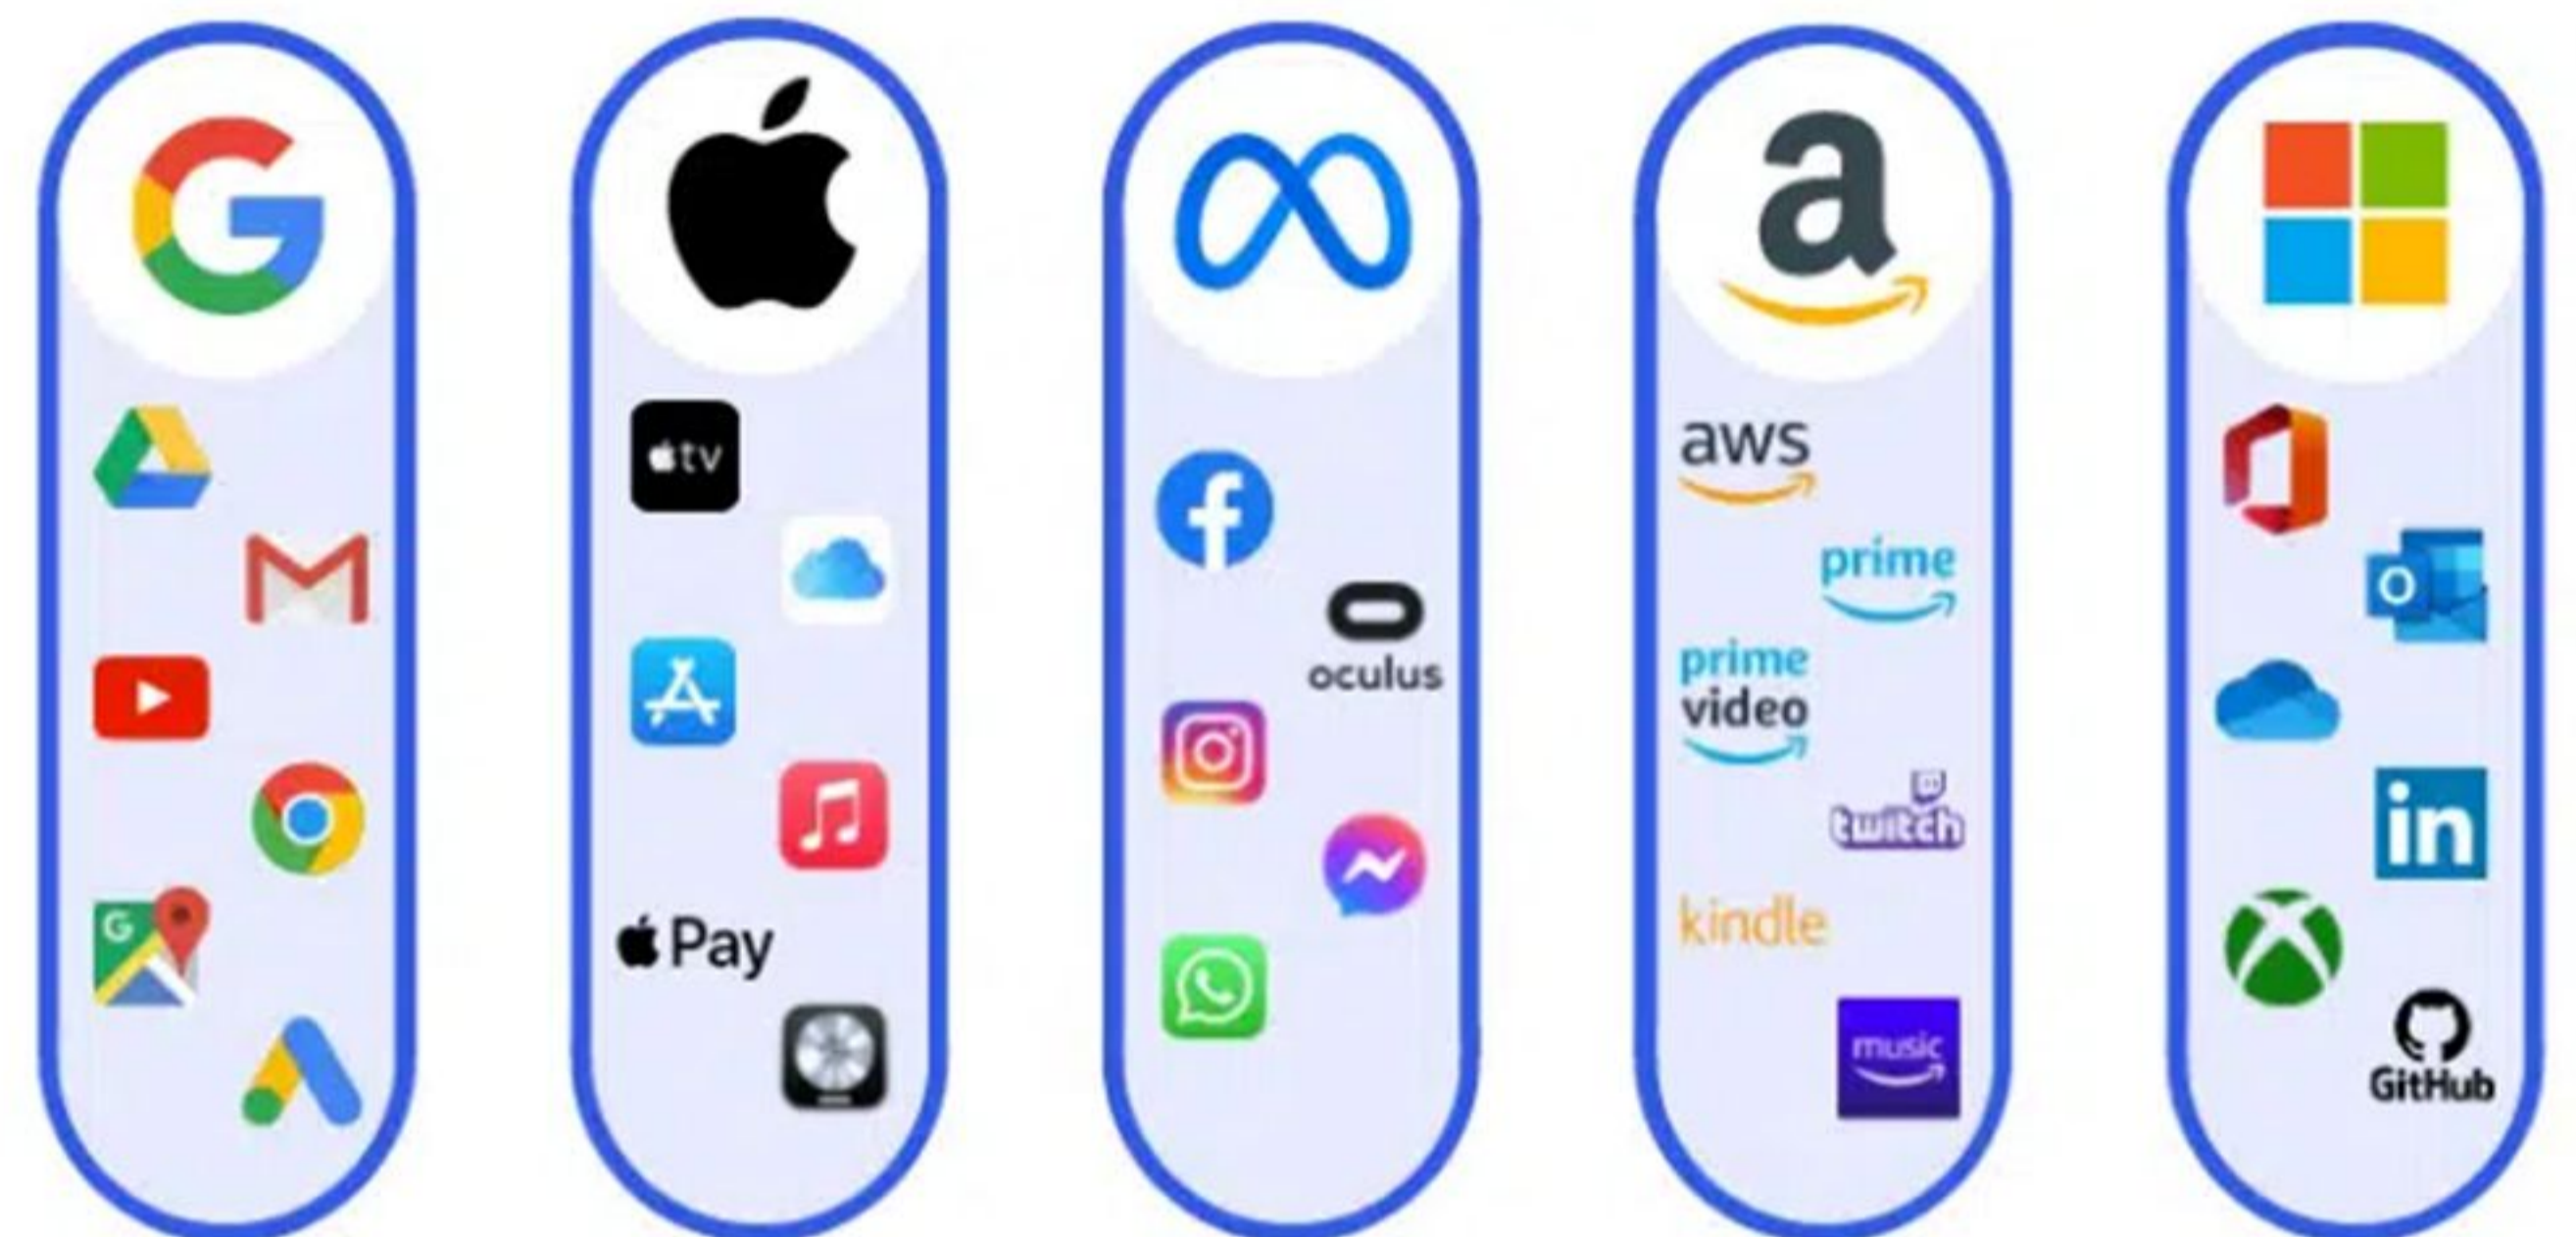 G
tv
Pay
f
oculus
a
aws
prime
prime
video
twitch
kindle
music
O
in
GitHub